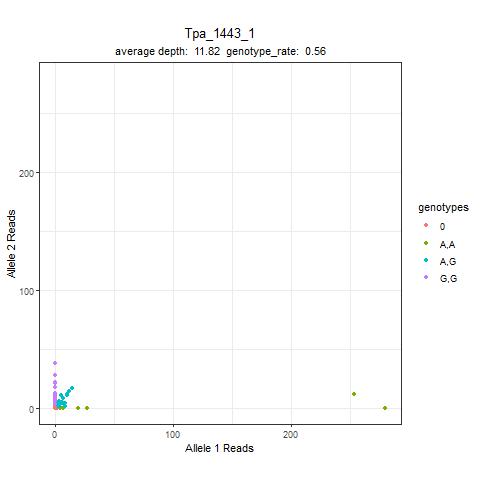 Tpa_1443_1
average depth:  11.82  genotype_rate:  0.56
Allele 2 Reads
200
100
0
0
100
200
Allele 1 Reads
genotypes
0
A,A
A,G
G,G